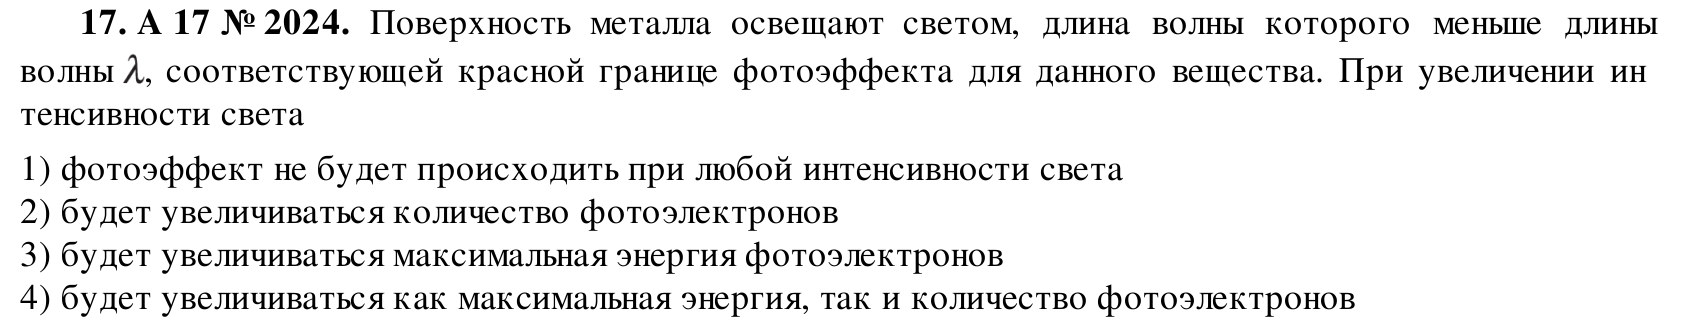 17. А 17 № 2024. Поверхность металла освещают светом, длина волны которого меньше длины
волны λ, соответствующей красной границе фотоэффекта для данного вещества. При увеличении ин
тенсивности света
1) фотоэффект не будет происходить при любой интенсивности света
2) будет увеличиваться количество фотоэлектронов
3) будет увеличиваться максимальная энергия фотоэлектронов
4) будет увеличиваться как максимальная энергия, так и количество фотоэлектронов